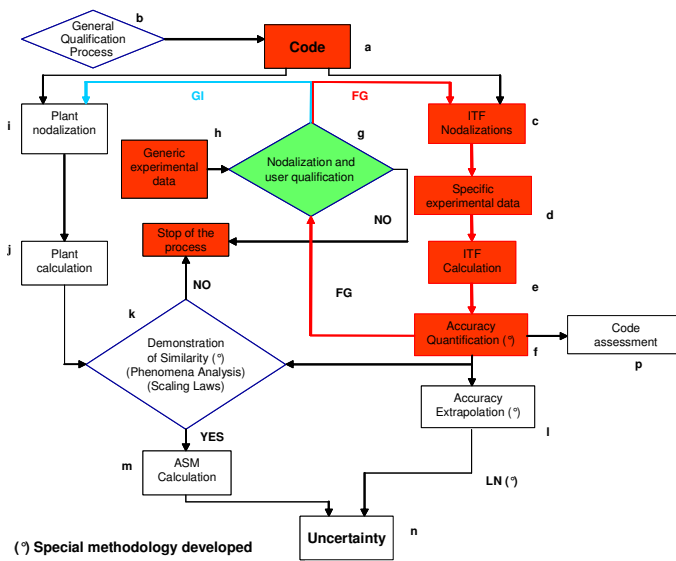 b
General
Qualification
Process
Code
a
GI
FG
i
Plant
nodalization
h
g
ITF
Nodalizations
c
Generic
experimental
data
Nodalization and
user qualification
Specific
experimental data
d
NO
Stop of the
process
j
Plant
calculation
ITF
Calculation
e
NO
FG
k
Demonstration
of Similarity (°)
(Phenomena Analysis)
(Scaling Laws)
Accuracy
Quantification (°)
f
Code
assessment
p
Accuracy
Extrapolation (°)
l
YES
m
ASM
Calculation
LN (°)
Uncertainty
n
(°) Special methodology developed